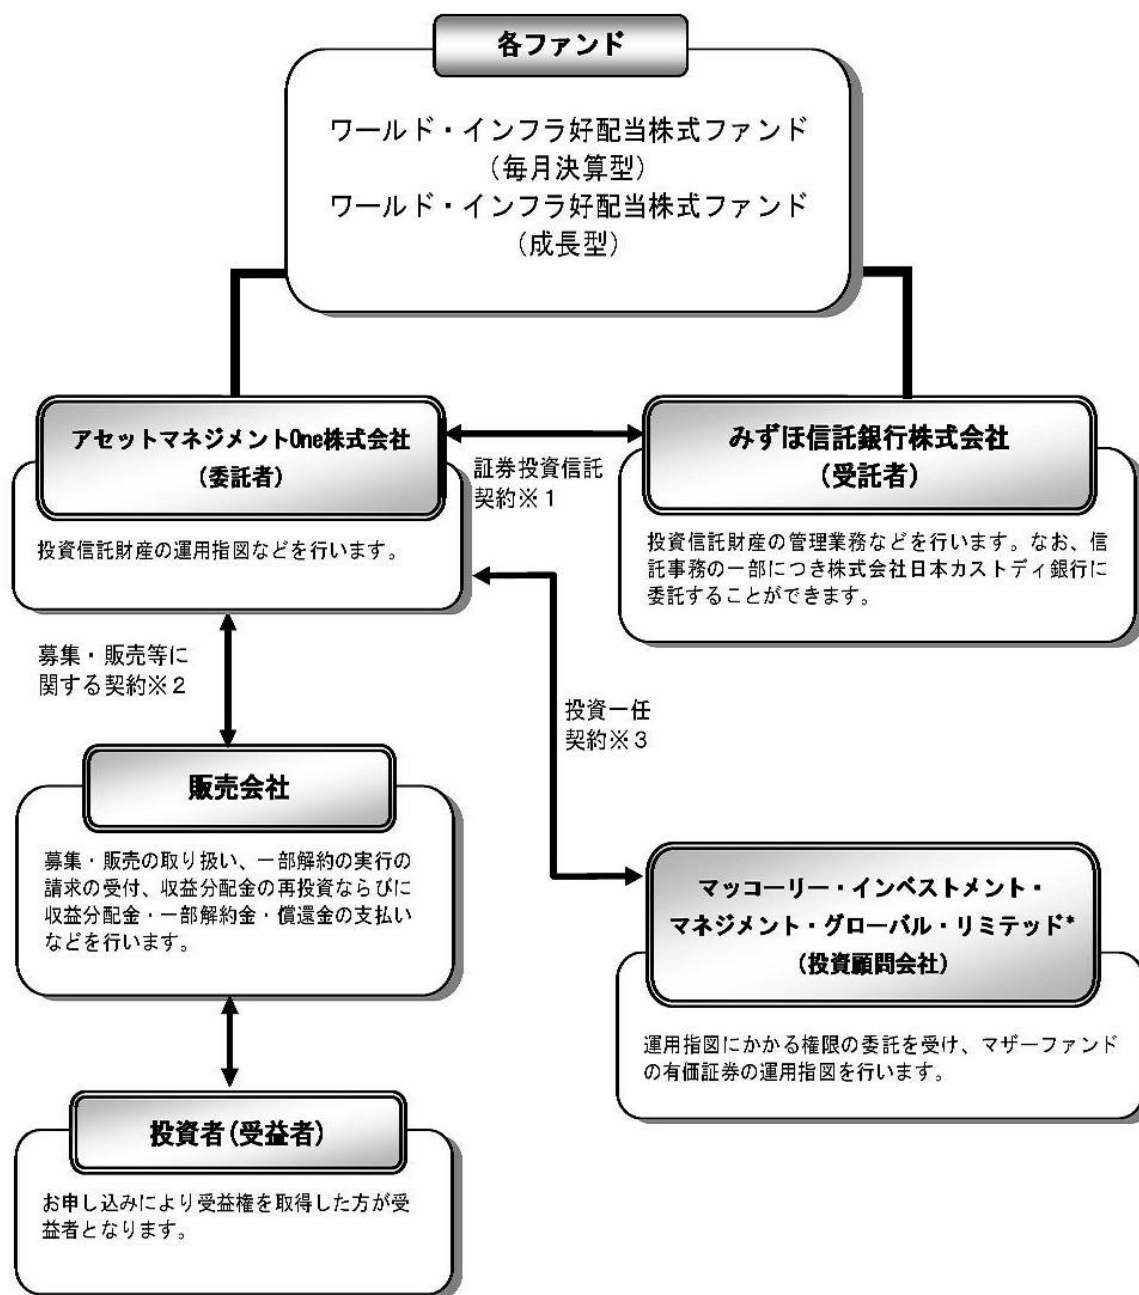 各ファンド
ワールド・インフラ好配当株式ファンド
(毎月決算型)
ワールド・インフラ好配当株式ファンド
(成長型)
アセットマネジメントOne株式会社
(委託者)
投資信託財産の運用指図などを行います。
証券投資信託
契約※1
みずほ信託銀行株式会社
(受託者)
投資信託財産の管理業務などを行います。なお、信
託事務の一部につき株式会社日本カストディ銀行に
委託することができます。
募集・販売等に
関する契約※2
投資一任
契約※3
販売会社
募集・販売の取り扱い、一部解約の実行の
請求の受付、収益分配金の再投資ならびに
収益分配金・一部解約金・償還金の支払い
などを行います。
マッコーリー・インベストメント・
マネジメント・グローバル・リミテッド*
(投資顧問会社)
運用指図にかかる権限の委託を受け、マザーファンド
の有価証券の運用指図を行います。
投資者(受益者)
お申し込みにより受益権を取得した方が受
益者となります。